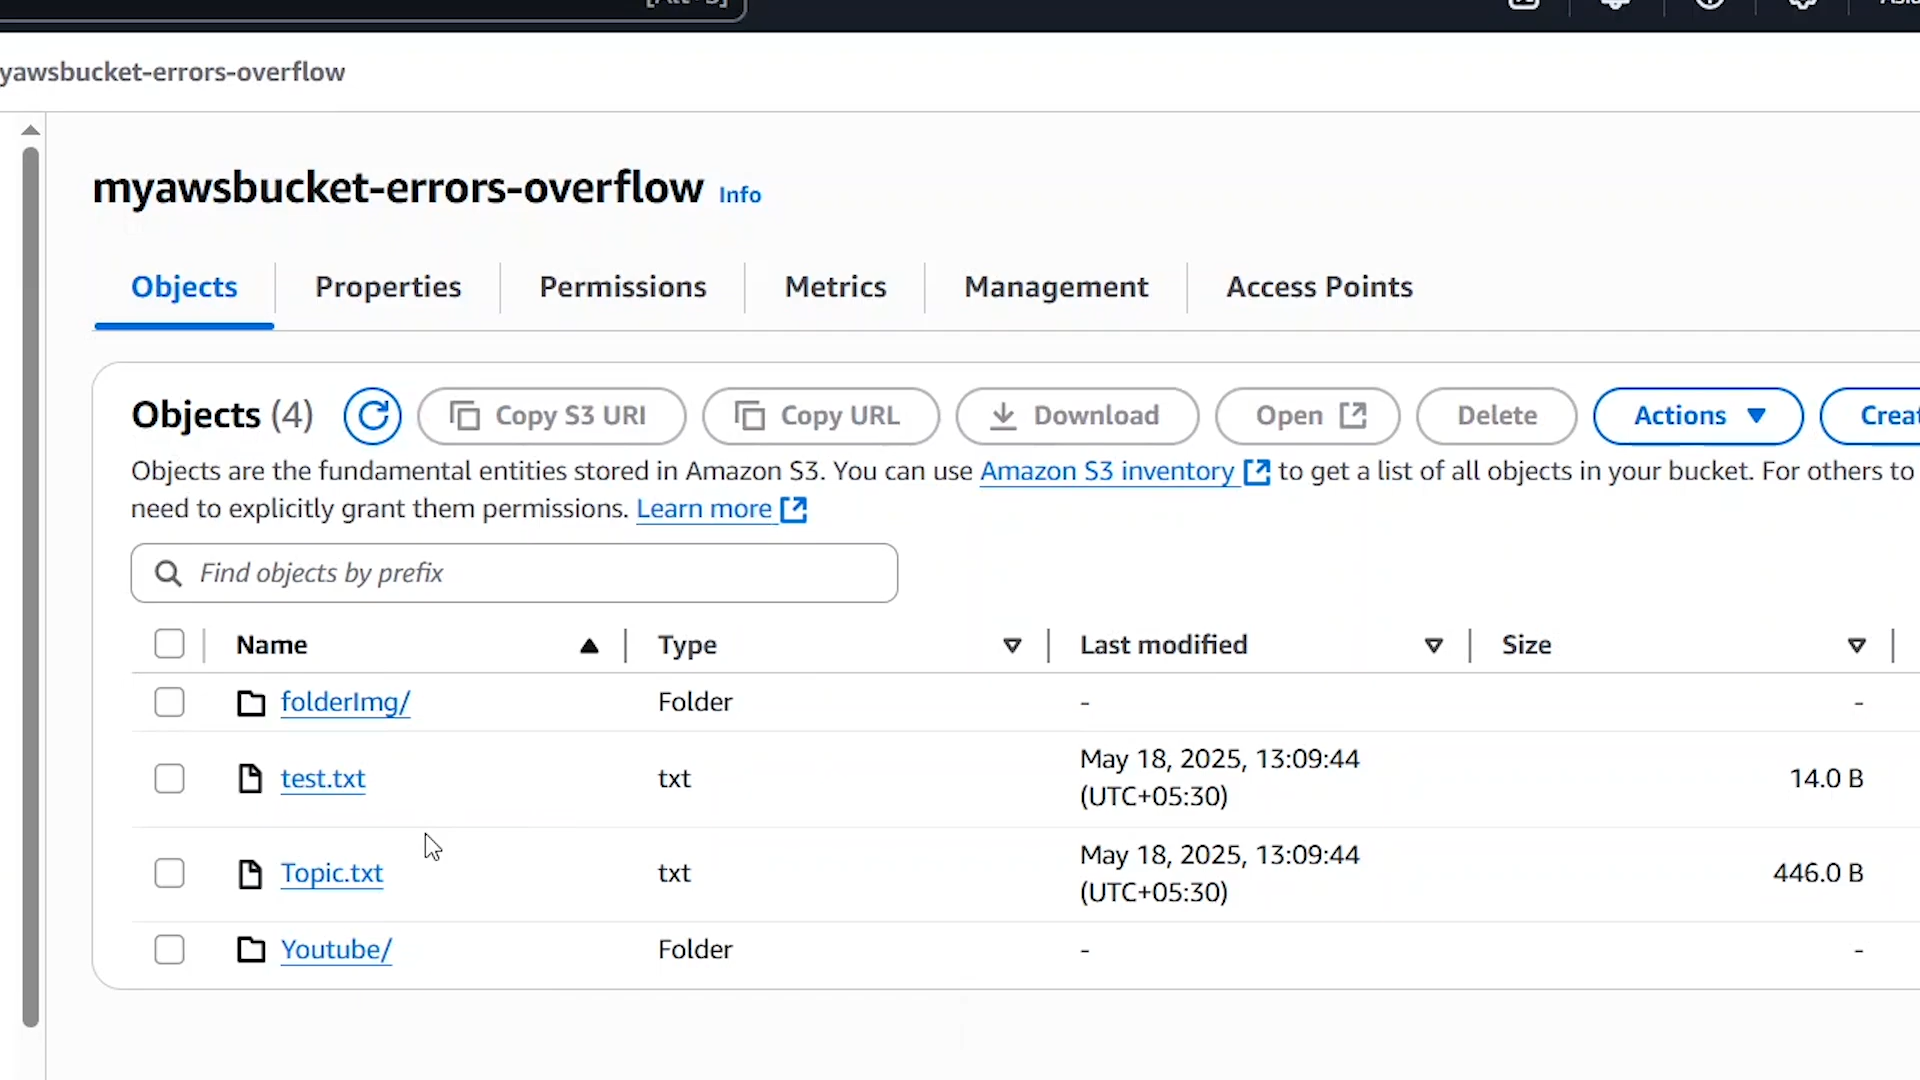 yawsbucket-errors-overflow
myawsbucket-errors-overflow Info
Objects Properties Permissions Metrics Management Access Points
Objects (4) Copy S3 URI Copy URL Download Open Delete Actions
Objects are the fundamental entities stored in Amazon S3. You can use Amazon S3 inventory to get a list of all objects in your bucket. For others to
need to explicitly grant them permissions. Learn more
Find objects by prefix
Name Type Last modified Size
folderImg/ Folder - -
test.txt txt May 18, 2025, 13:09:44 (UTC+05:30) 14.0 B
Topic.txt txt May 18, 2025, 13:09:44 (UTC+05:30) 446.0 B
Youtube/ Folder - -